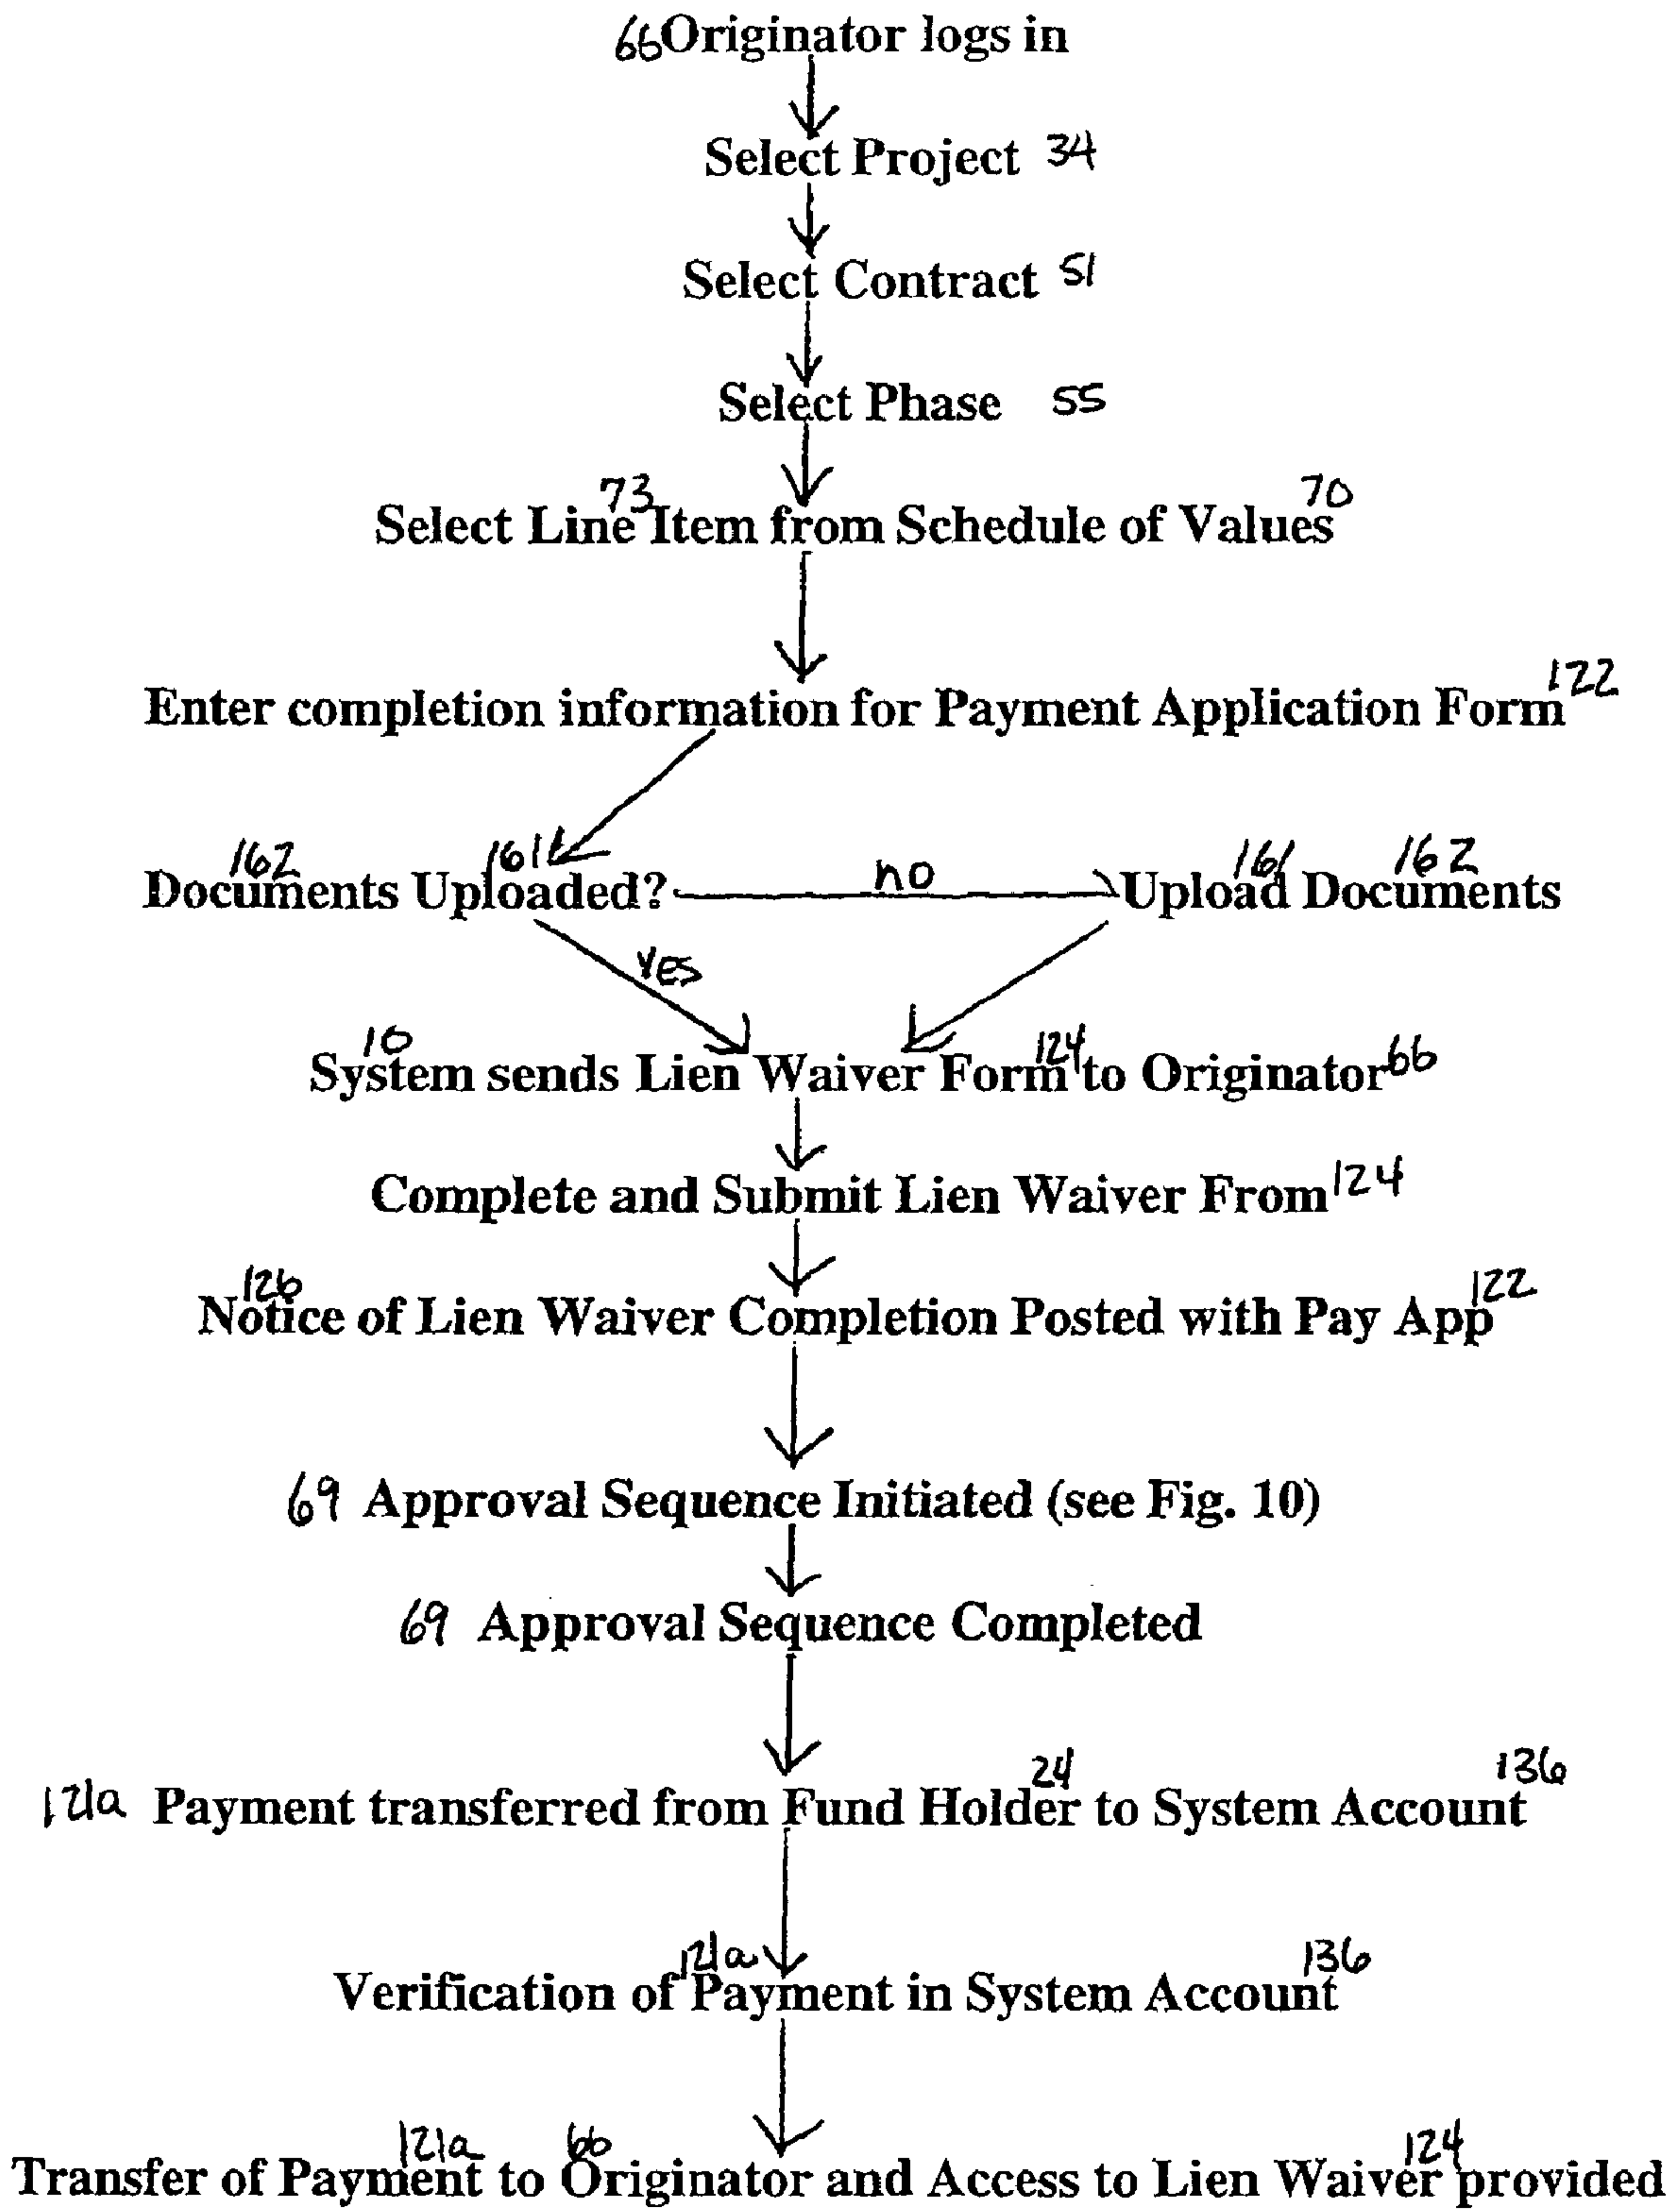 66 Originator logs in
Select Project 34
Select Contract 51
Select Phase 55
73 70
Select Line Item from Schedule of Values
122
Enter completion information for Payment Application Form
162 161 161 162
Documents Uploaded? no Upload Documents
yes
10 124 66
System sends Lien Waiver Form to Originator
Complete and Submit Lien Waiver From 124
126 122
Notice of Lien Waiver Completion Posted with Pay App
69 Approval Sequence Initiated (see Fig. 10)
69 Approval Sequence Completed
24 136
121a Payment transferred from Fund Holder to System Account
121a 136
Verification of Payment in System Account
121a 66 124
Transfer of Payment to Originator and Access to Lien Waiver provided